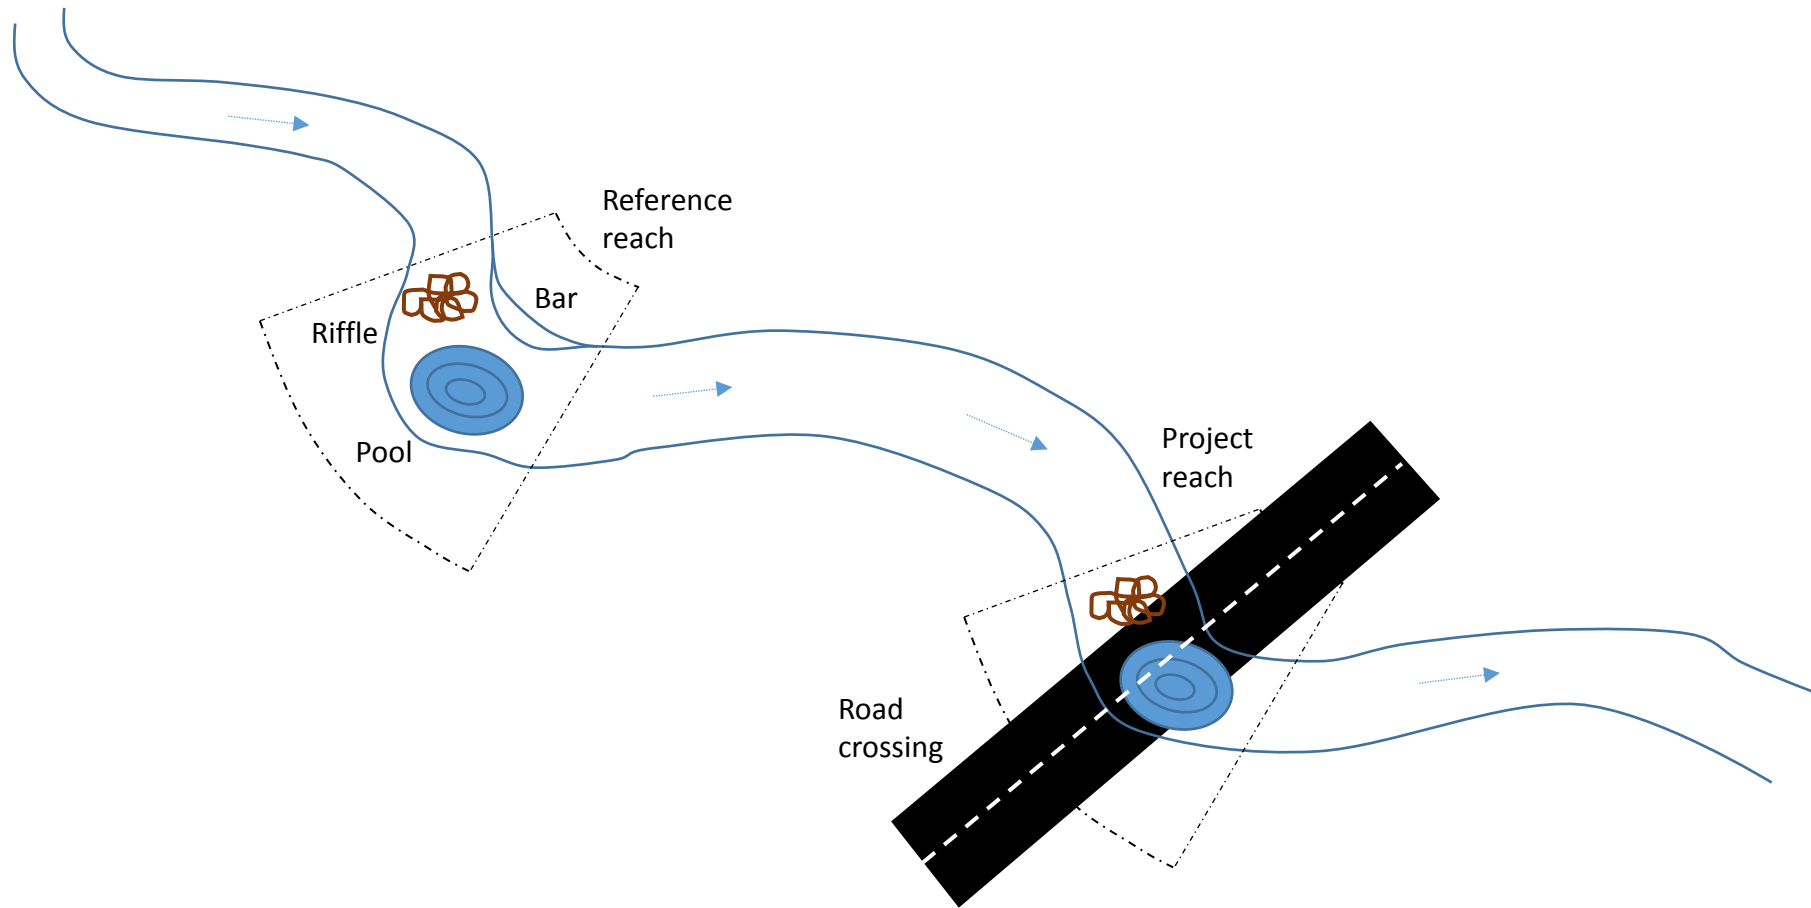 Reference
reach
Bar
Riffle
Pool
Project
reach
Road
crossing